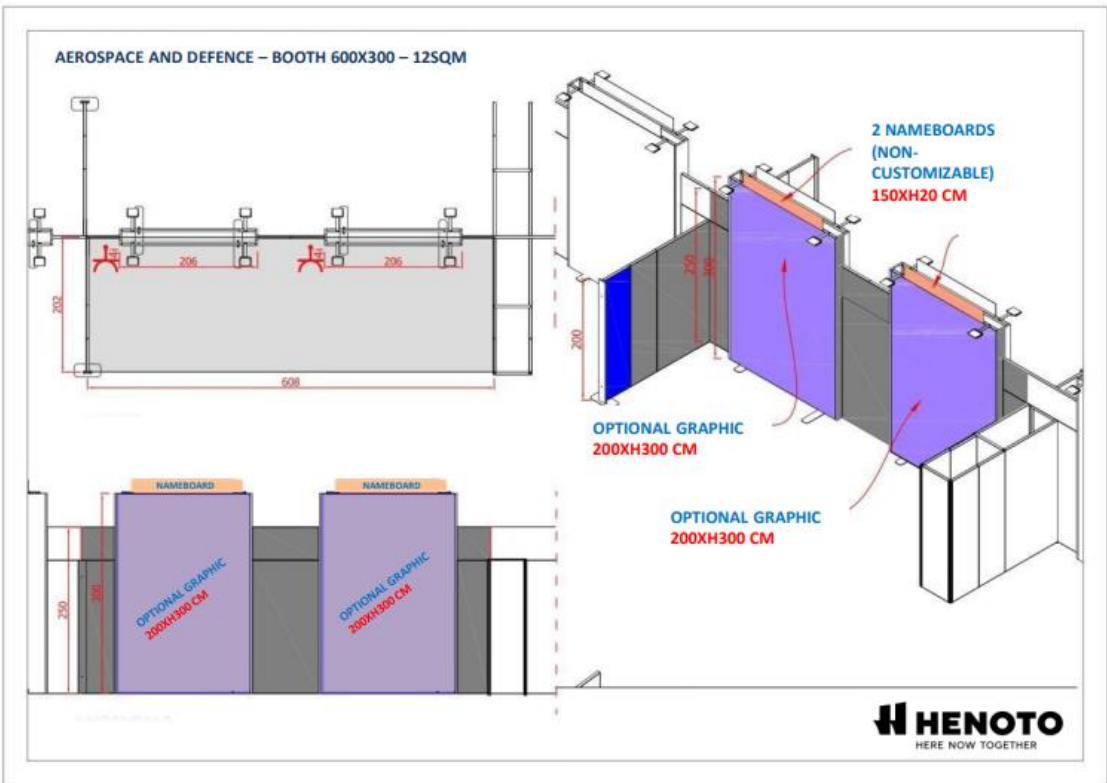 AEROSPACE AND DEFENCE – BOOTH 600X300 – 12SQM
206
206
202
608
2 NAMEBOARDS
(NON-
CUSTOMIZABLE)
150XH20 CM
250
300
200
OPTIONAL GRAPHIC
200XH300 CM
OPTIONAL GRAPHIC
200XH300 CM
NAMEBOARD
NAMEBOARD
250
300
OPTIONAL GRAPHIC
200XH300 CM
OPTIONAL GRAPHIC
200XH300 CM
HENOTO
HERE NOW TOGETHER